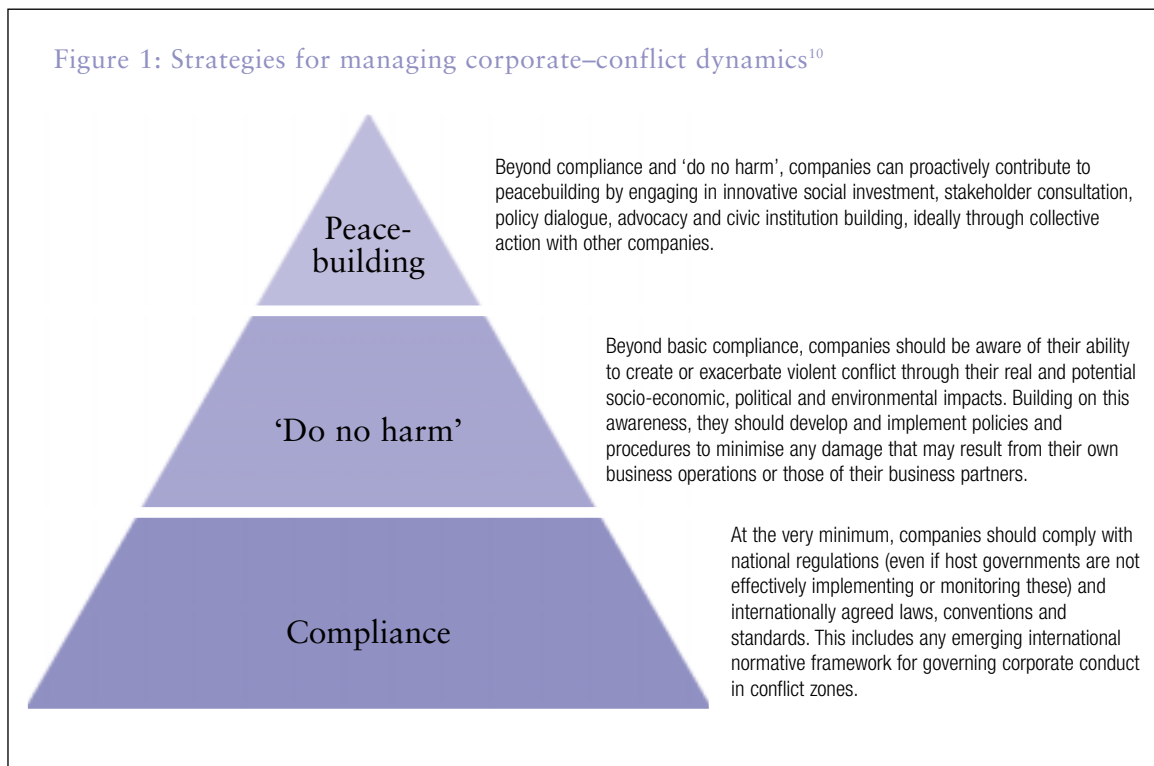 Figure 1: Strategies for managing corporate–conflict dynamics¹⁰
Peace-
building
Beyond compliance and ‘do no harm’, companies can proactively contribute to
peacebuilding by engaging in innovative social investment, stakeholder consultation,
policy dialogue, advocacy and civic institution building, ideally through collective
action with other companies.
‘Do no harm’
Beyond basic compliance, companies should be aware of their ability
to create or exacerbate violent conflict through their real and potential
socio-economic, political and environmental impacts. Building on this
awareness, they should develop and implement policies and
procedures to minimise any damage that may result from their own
business operations or those of their business partners.
Compliance
At the very minimum, companies should comply with
national regulations (even if host governments are not
effectively implementing or monitoring these) and
internationally agreed laws, conventions and
standards. This includes any emerging international
normative framework for governing corporate conduct
in conflict zones.